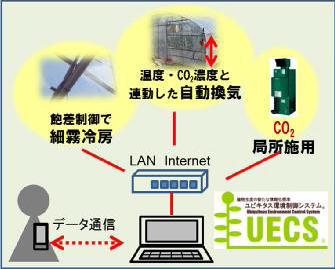 飽差制御で
細霧冷房
温度・CO₂濃度と
連動した自動換気
CO₂
局所施用
LAN Internet
データ通信
ユビキタス環境制御システム®
Ubiquitous Environment Control System
UECS®